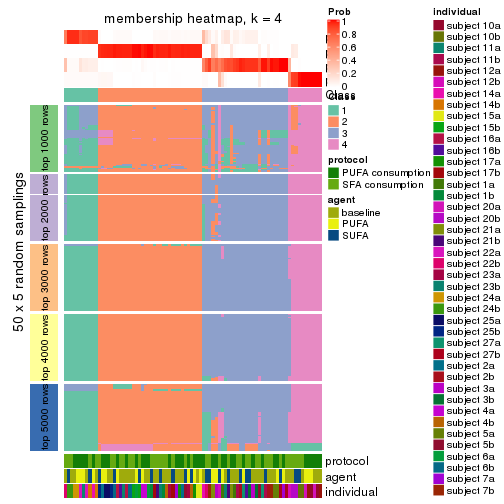 membership heatmap, k = 4
50 x 5 random samplings
top 1000 rows
top 2000 rows
top 3000 rows
top 4000 rows
top 5000 rows
protocol
agent
individual
Prob
1
0.8
0.6
0.4
0.2
0
Class
Class
1
2
3
4
protocol
PUFA consumption
SFA consumption
agent
baseline
PUFA
SUFA
individual
subject 10a
subject 10b
subject 11a
subject 11b
subject 12a
subject 12b
subject 14a
subject 14b
subject 15a
subject 15b
subject 16a
subject 16b
subject 17a
subject 17b
subject 1a
subject 1b
subject 20a
subject 20b
subject 21a
subject 21b
subject 22a
subject 22b
subject 23a
subject 23b
subject 24a
subject 24b
subject 25a
subject 25b
subject 27a
subject 27b
subject 2a
subject 2b
subject 3a
subject 3b
subject 4a
subject 4b
subject 5a
subject 5b
subject 6a
subject 6b
subject 7a
subject 7b